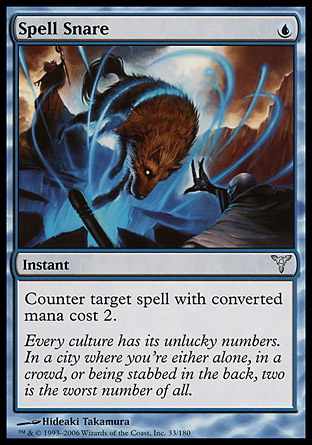 Spell Snare
Instant
Counter target spell with converted
mana cost 2.
Every culture has its unlucky numbers.
In a city where you're either alone, in a
crowd, or being stabbed in the back, two
is the worst number of all.
Hideaki Takamura
™ & © 1993–2006 Wizards of the Coast, Inc. 33/180